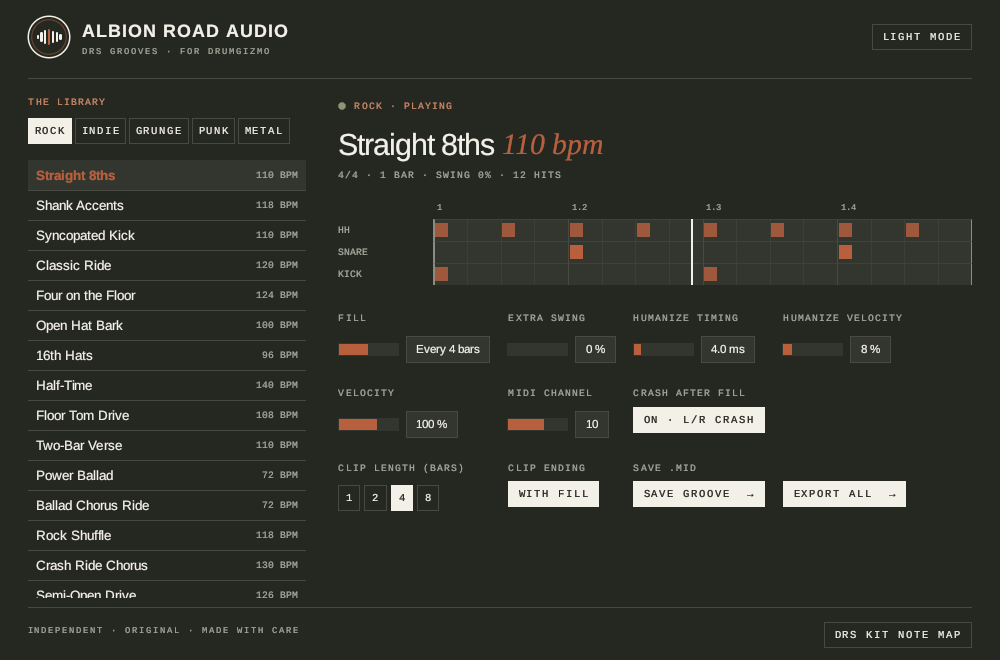 ALBION ROAD AUDIO
DRS GROOVES · FOR DRUMGIZMO
LIGHT MODE
THE LIBRARY
ROCK INDIE GRUNGE PUNK METAL
Straight 8ths 110 BPM
Shank Accents 118 BPM
Syncopated Kick 110 BPM
Classic Ride 120 BPM
Four on the Floor 124 BPM
Open Hat Bark 100 BPM
16th Hats 96 BPM
Half-Time 140 BPM
Floor Tom Drive 108 BPM
Two-Bar Verse 110 BPM
Power Ballad 72 BPM
Ballad Chorus Ride 72 BPM
Rock Shuffle 118 BPM
Crash Ride Chorus 130 BPM
Semi-Open Drive 126 BPM
ROCK · PLAYING
Straight 8ths 110 bpm
4/4 · 1 BAR · SWING 0% · 12 HITS
1 1.2 1.3 1.4
HH
SNARE
KICK
FILL EXTRA SWING HUMANIZE TIMING HUMANIZE VELOCITY
Every 4 bars 0 % 4.0 ms 8 %
VELOCITY MIDI CHANNEL CRASH AFTER FILL
100 % 10 ON · L/R CRASH
CLIP LENGTH (BARS) CLIP ENDING SAVE .MID
1 2 4 8 WITH FILL SAVE GROOVE → EXPORT ALL →
INDEPENDENT · ORIGINAL · MADE WITH CARE
DRS KIT NOTE MAP